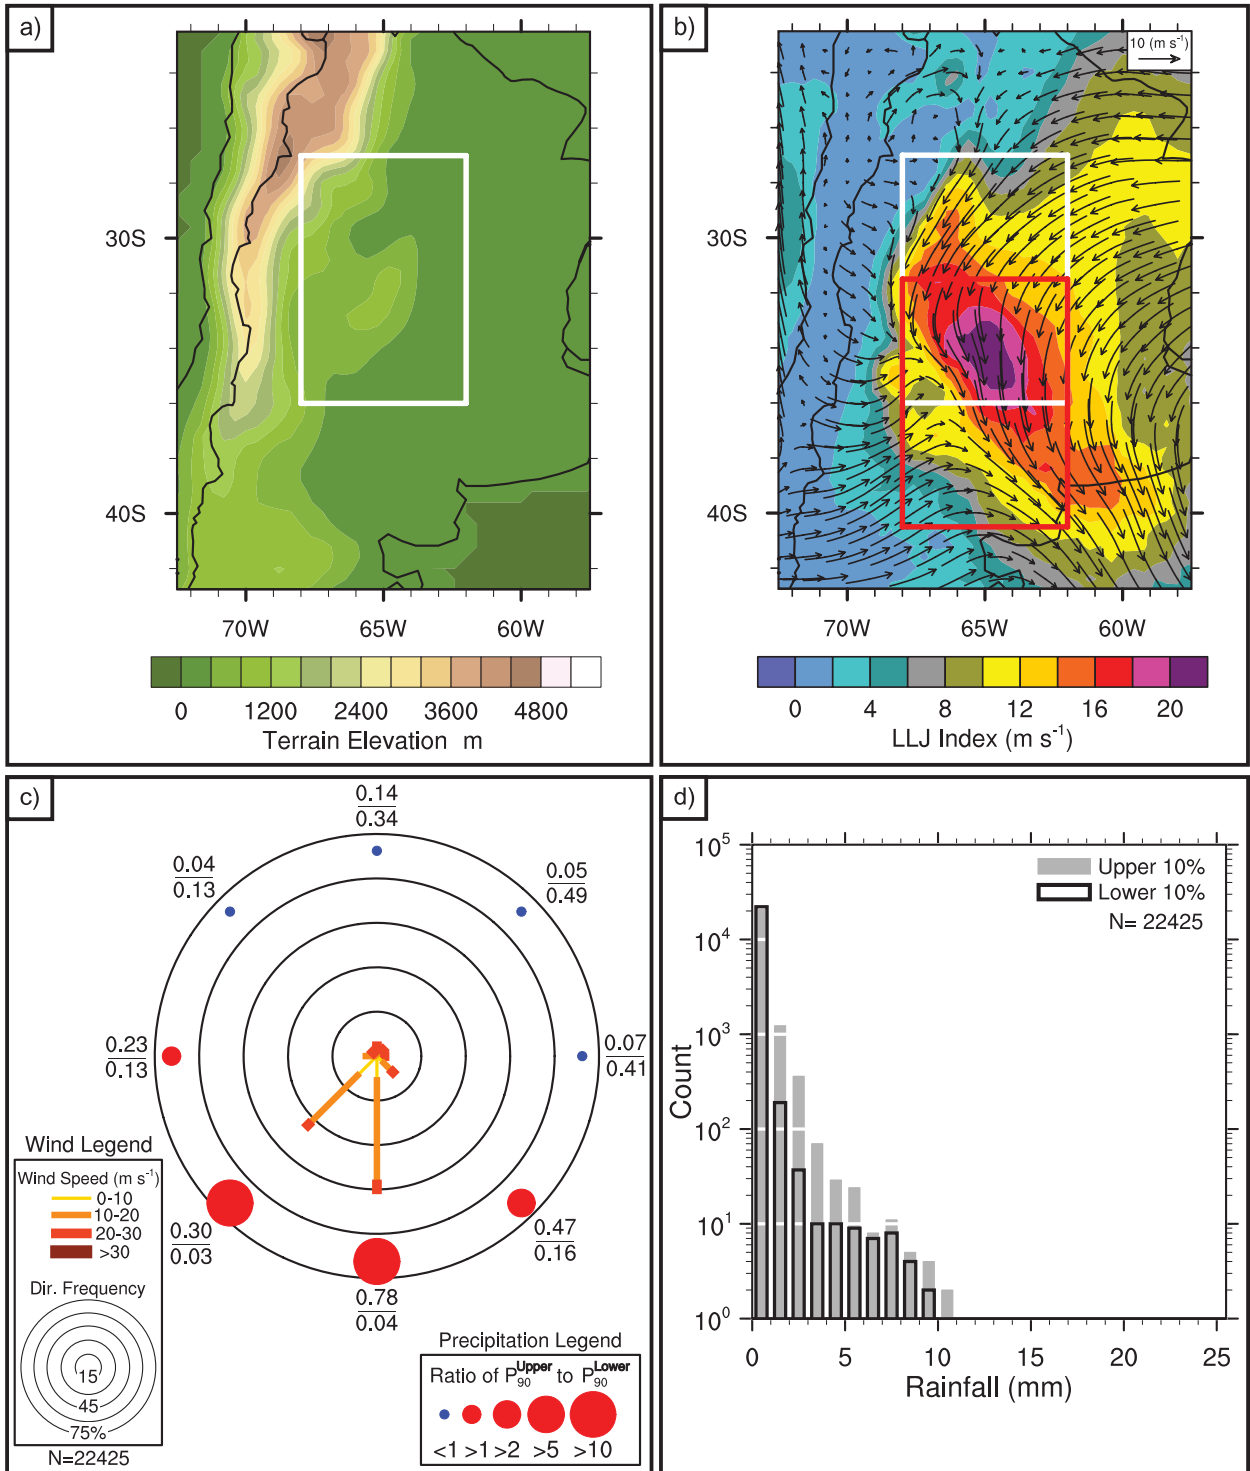 a)
30S
40S
70W 65W 60W
0 1200 2400 3600 4800
Terrain Elevation m
b)
10 (m s⁻¹)
30S
40S
70W 65W 60W
0 4 8 12 16 20
LLJ Index (m s⁻¹)
c)
0.14
0.34
0.04
0.13
0.05
0.49
0.23
0.13
0.07
0.41
0.30
0.03
0.47
0.16
0.78
0.04
Wind Legend
Wind Speed (m s⁻¹)
0-10
10-20
20-30
>30
Dir. Frequency
15
45
75%
N=22425
Precipitation Legend
Ratio of P₉₀^Upper to P₉₀^Lower
<1 >1 >2 >5 >10
d)
10⁵
10⁴
10³
10²
10¹
10⁰
Count
Upper 10%
Lower 10%
N= 22425
0 5 10 15 20 25
Rainfall (mm)